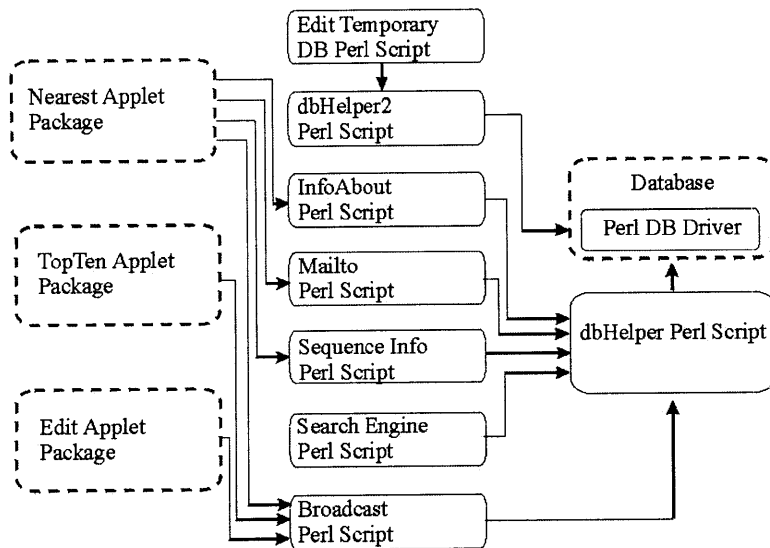 Edit Temporary
DB Perl Script
Nearest Applet
Package
dbHelper2
Perl Script
InfoAbout
Perl Script
Database
Perl DB Driver
TopTen Applet
Package
Mailto
Perl Script
dbHelper Perl Script
Sequence Info
Perl Script
Edit Applet
Package
Search Engine
Perl Script
Broadcast
Perl Script